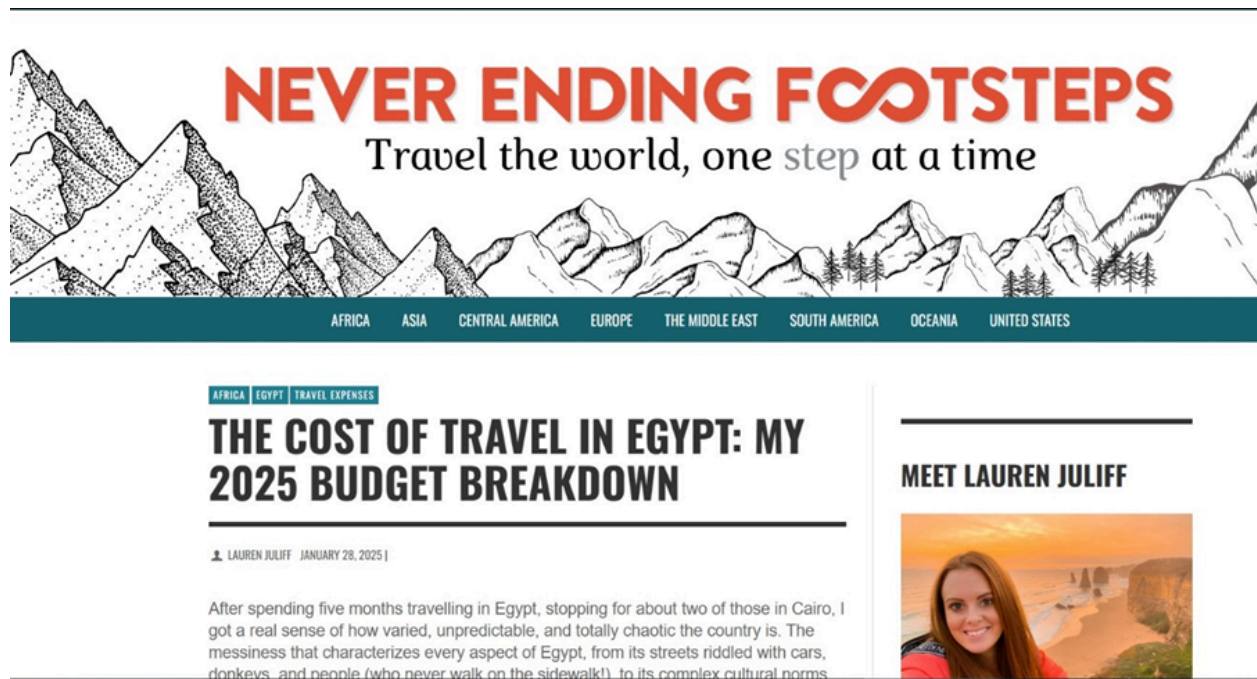 NEVER ENDING FOOTSTEPS
Travel the world, one step at a time
AFRICA ASIA CENTRAL AMERICA EUROPE THE MIDDLE EAST SOUTH AMERICA OCEANIA UNITED STATES
AFRICA EGYPT TRAVEL EXPENSES
THE COST OF TRAVEL IN EGYPT: MY
2025 BUDGET BREAKDOWN
LAUREN JULIFF JANUARY 28, 2025 |
After spending five months travelling in Egypt, stopping for about two of those in Cairo, I
got a real sense of how varied, unpredictable, and totally chaotic the country is. The
messiness that characterizes every aspect of Egypt, from its streets riddled with cars,
donkeys, and people (who never walk on the sidewalk!), to its complex cultural norms
MEET LAUREN JULIFF